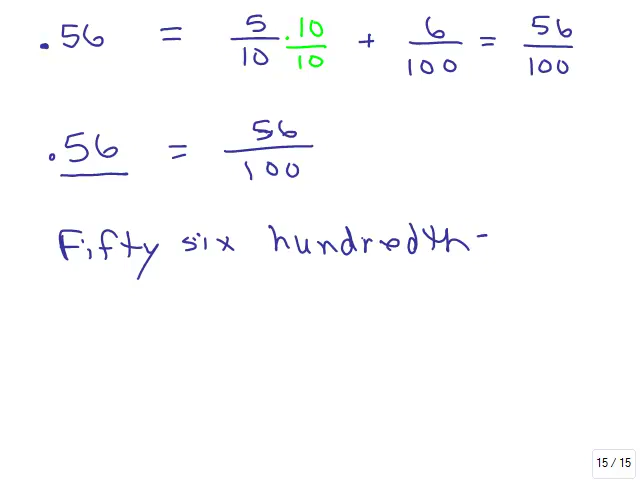 .56 = 5/10 · 10/10 + 6/100 = 56/100
.56 = 56/100
Fifty six hundredth
15 / 15